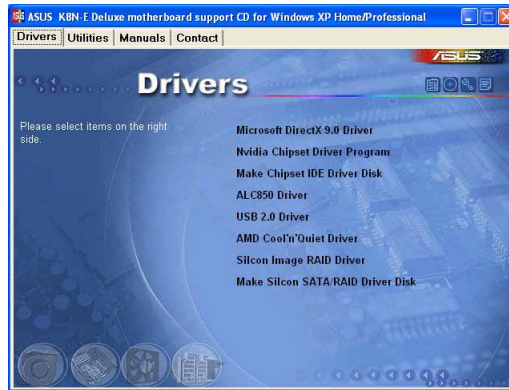 ASUS K8N-E Deluxe motherboard support CD for Windows XP Home/Professional
Drivers Utilities Manuals Contact
ASUS
Drivers
Please select items on the right
side.
Microsoft DirectX 9.0 Driver
Nvidia Chipset Driver Program
Make Chipset IDE Driver Disk
ALC850 Driver
USB 2.0 Driver
AMD Cool'n'Quiet Driver
Silcon Image RAID Driver
Make Silcon SATA/RAID Driver Disk